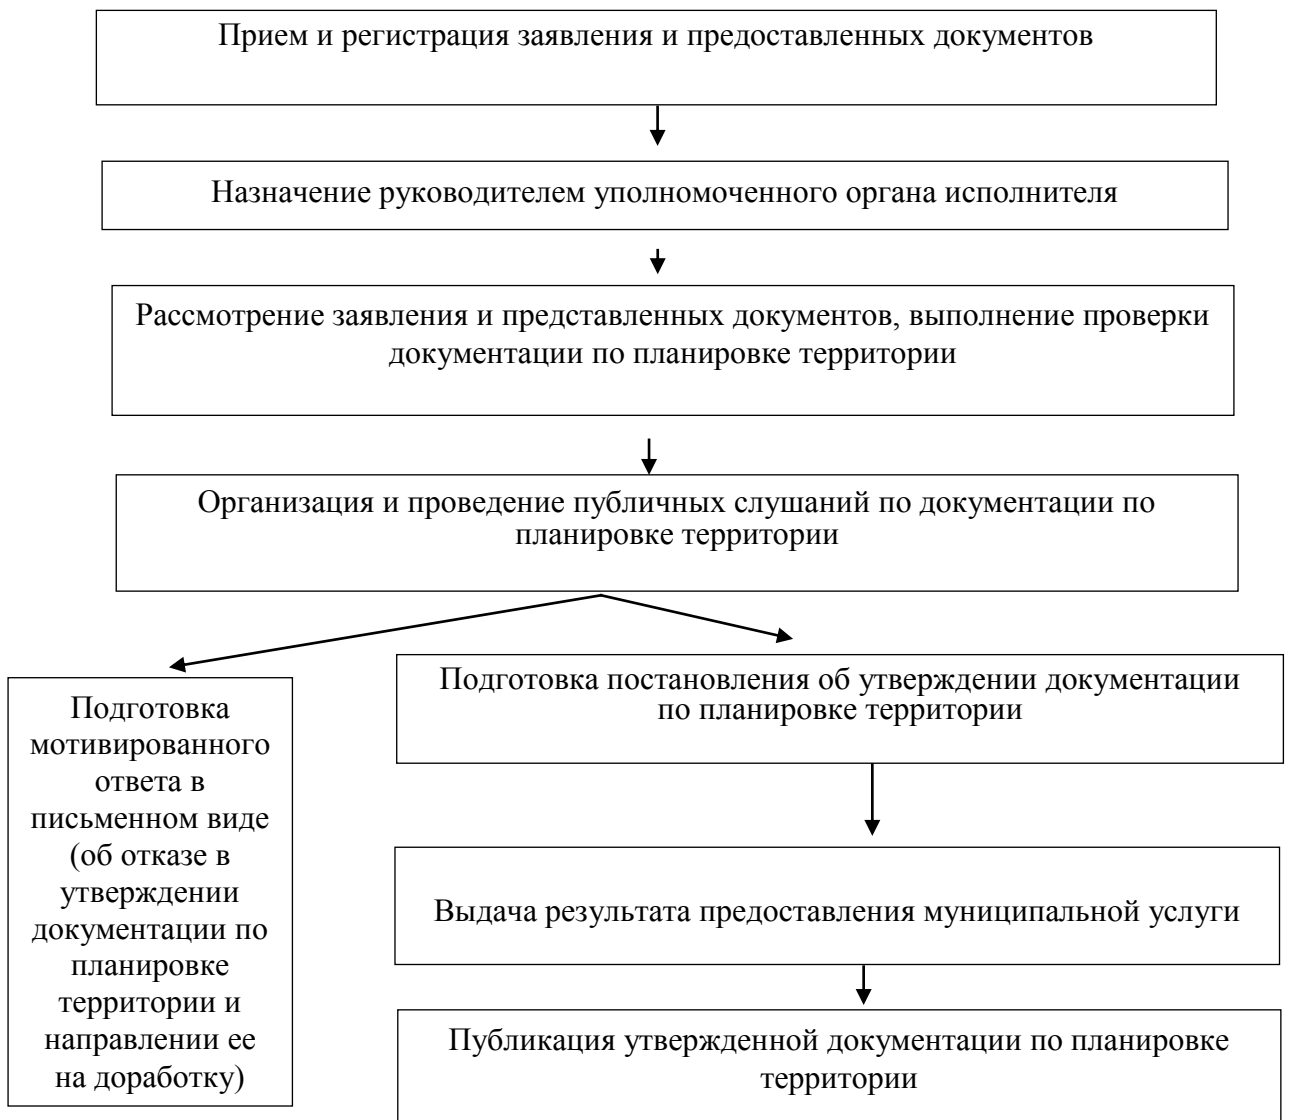 Прием и регистрация заявления и предоставленных документов
Назначение руководителем уполномоченного органа исполнителя
Рассмотрение заявления и представленных документов, выполнение проверки
документации по планировке территории
Организация и проведение публичных слушаний по документации по
планировке территории
Подготовка
мотивированного
ответа в
письменном виде
(об отказе в
утверждении
документации по
планировке
территории и
направлении ее
на доработку)
Подготовка постановления об утверждении документации
по планировке территории
Выдача результата предоставления муниципальной услуги
Публикация утвержденной документации по планировке
территории